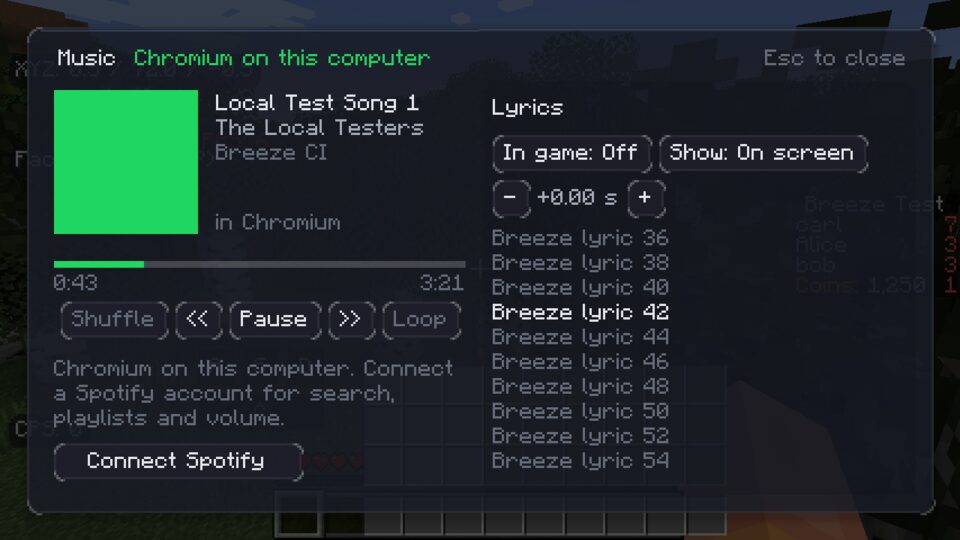 Music Chromium on this computer
Esc to close
Local Test Song 1
The Local Testers
Breeze CI
in Chromium
0:43
3:21
Shuffle << Pause >> Loop
Chromium on this computer. Connect
a Spotify account for search,
playlists and volume.
Connect Spotify
Lyrics
In game: Off Show: On screen
- +0.00 s +
Breeze lyric 36
Breeze lyric 38
Breeze lyric 40
Breeze lyric 42
Breeze lyric 44
Breeze lyric 46
Breeze lyric 48
Breeze lyric 50
Breeze lyric 52
Breeze lyric 54
Breeze Test
carl 7
Alice 3
bob 3
Coins: 1,250 1